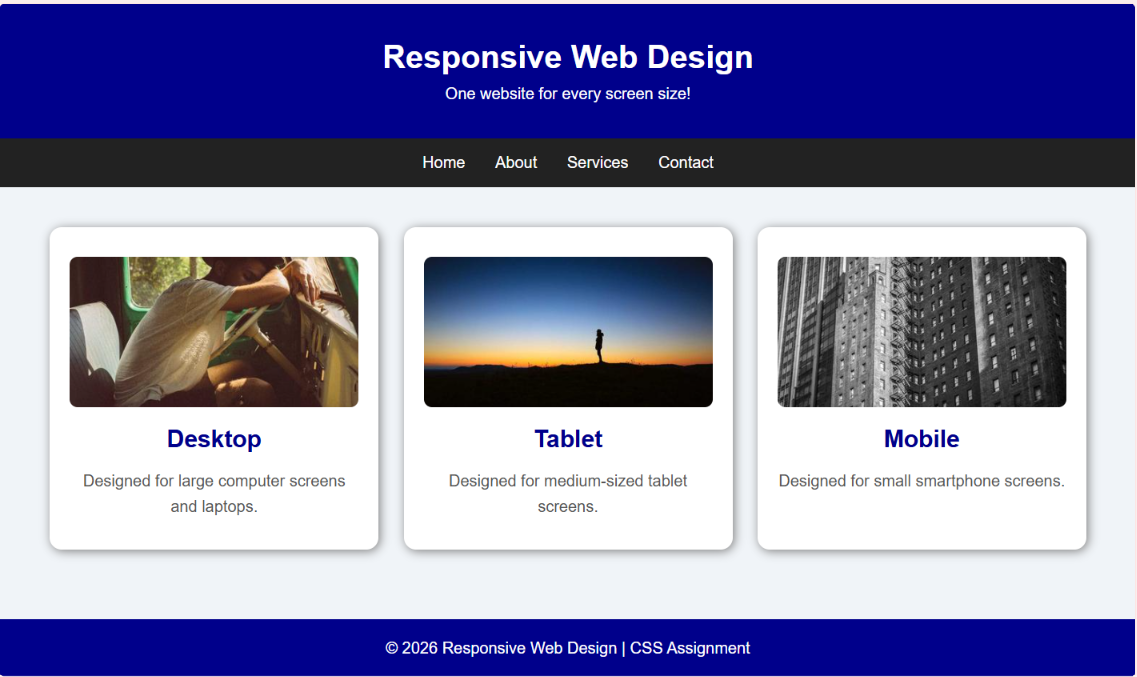 Responsive Web Design
One website for every screen size!
Home About Services Contact
Desktop
Designed for large computer screens
and laptops.
Tablet
Designed for medium-sized tablet
screens.
Mobile
Designed for small smartphone screens.
© 2026 Responsive Web Design | CSS Assignment